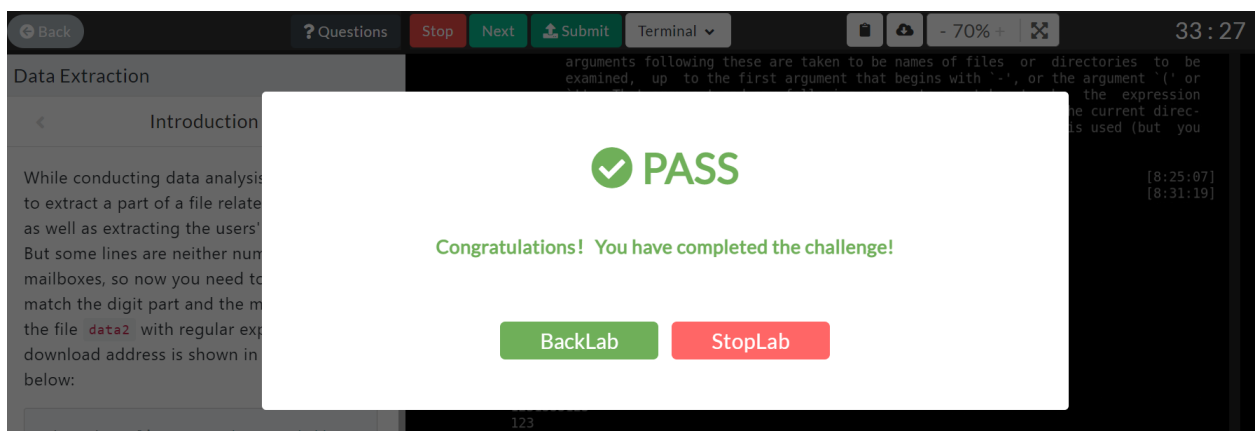 Back
? Questions
Stop
Next
Submit
Terminal
- 70% +
33 : 27
Data Extraction
Introduction
While conducting data analysis
to extract a part of a file relate
as well as extracting the users'
But some lines are neither num
mailboxes, so now you need to
match the digit part and the m
the file data2 with regular exp
download address is shown in
below:
arguments following these are taken to be names of files or directories to be
examined, up to the first argument that begins with `-', or the argument `(' or
the expression
he current direc-
is used (but you
[8:25:07]
[8:31:19]
PASS
Congratulations! You have completed the challenge!
BackLab
StopLab
123